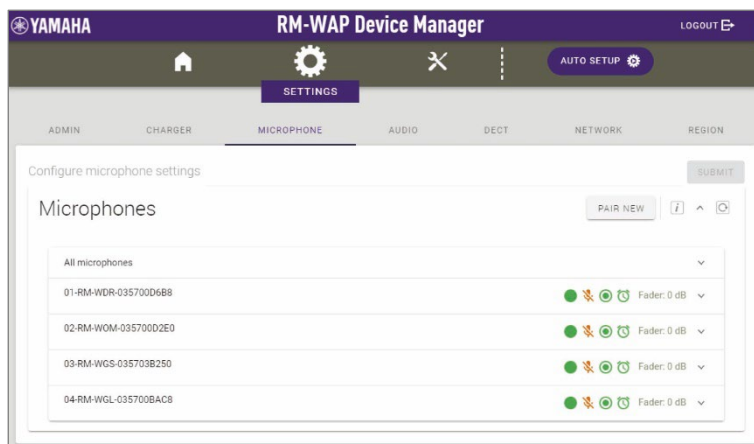 YAMAHA RM-WAP Device Manager LOGOUT
AUTO SETUP
SETTINGS
ADMIN CHARGER MICROPHONE AUDIO DECT NETWORK REGION
Configure microphone settings SUBMIT
Microphones PAIR NEW i
All microphones
01-RM-WDR-035700D6B8 Fader: 0 dB
02-RM-WOM-035700D2E0 Fader: 0 dB
03-RM-WGS-035703B250 Fader: 0 dB
04-RM-WGL-035700BAC8 Fader: 0 dB